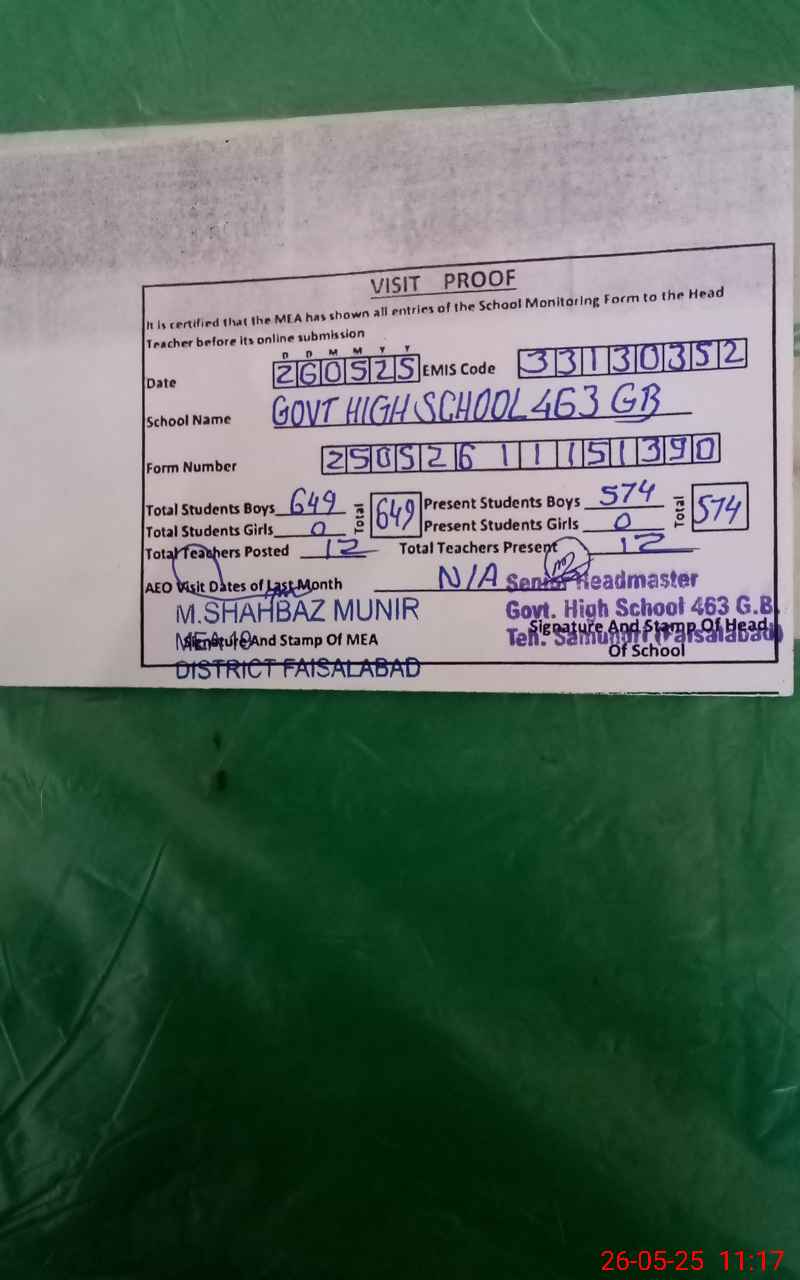 VISIT PROOF
It is certified that the MEA has shown all entries of the School Monitoring Form to the Head
Teacher before its online submission
D D M M Y Y
Date 260525 EMIS Code 33130352
School Name GOVT HIGH SCHOOL 463 GB
Form Number 25052611151390
Total Students Boys 649 Total 649 Present Students Boys 574 Total 574
Total Students Girls 0 Present Students Girls 0
Total Teachers Posted 12 Total Teachers Present 12
AEO Visit Dates of Last Month N/A Senior Headmaster
M.SHAHBAZ MUNIR Govt. High School 463 G.B
Signature And Stamp Of MEA Signature And Stamp Of Head
Teh. Samundri (Faisalabad)
Of School
DISTRICT FAISALABAD
26-05-25 11:17